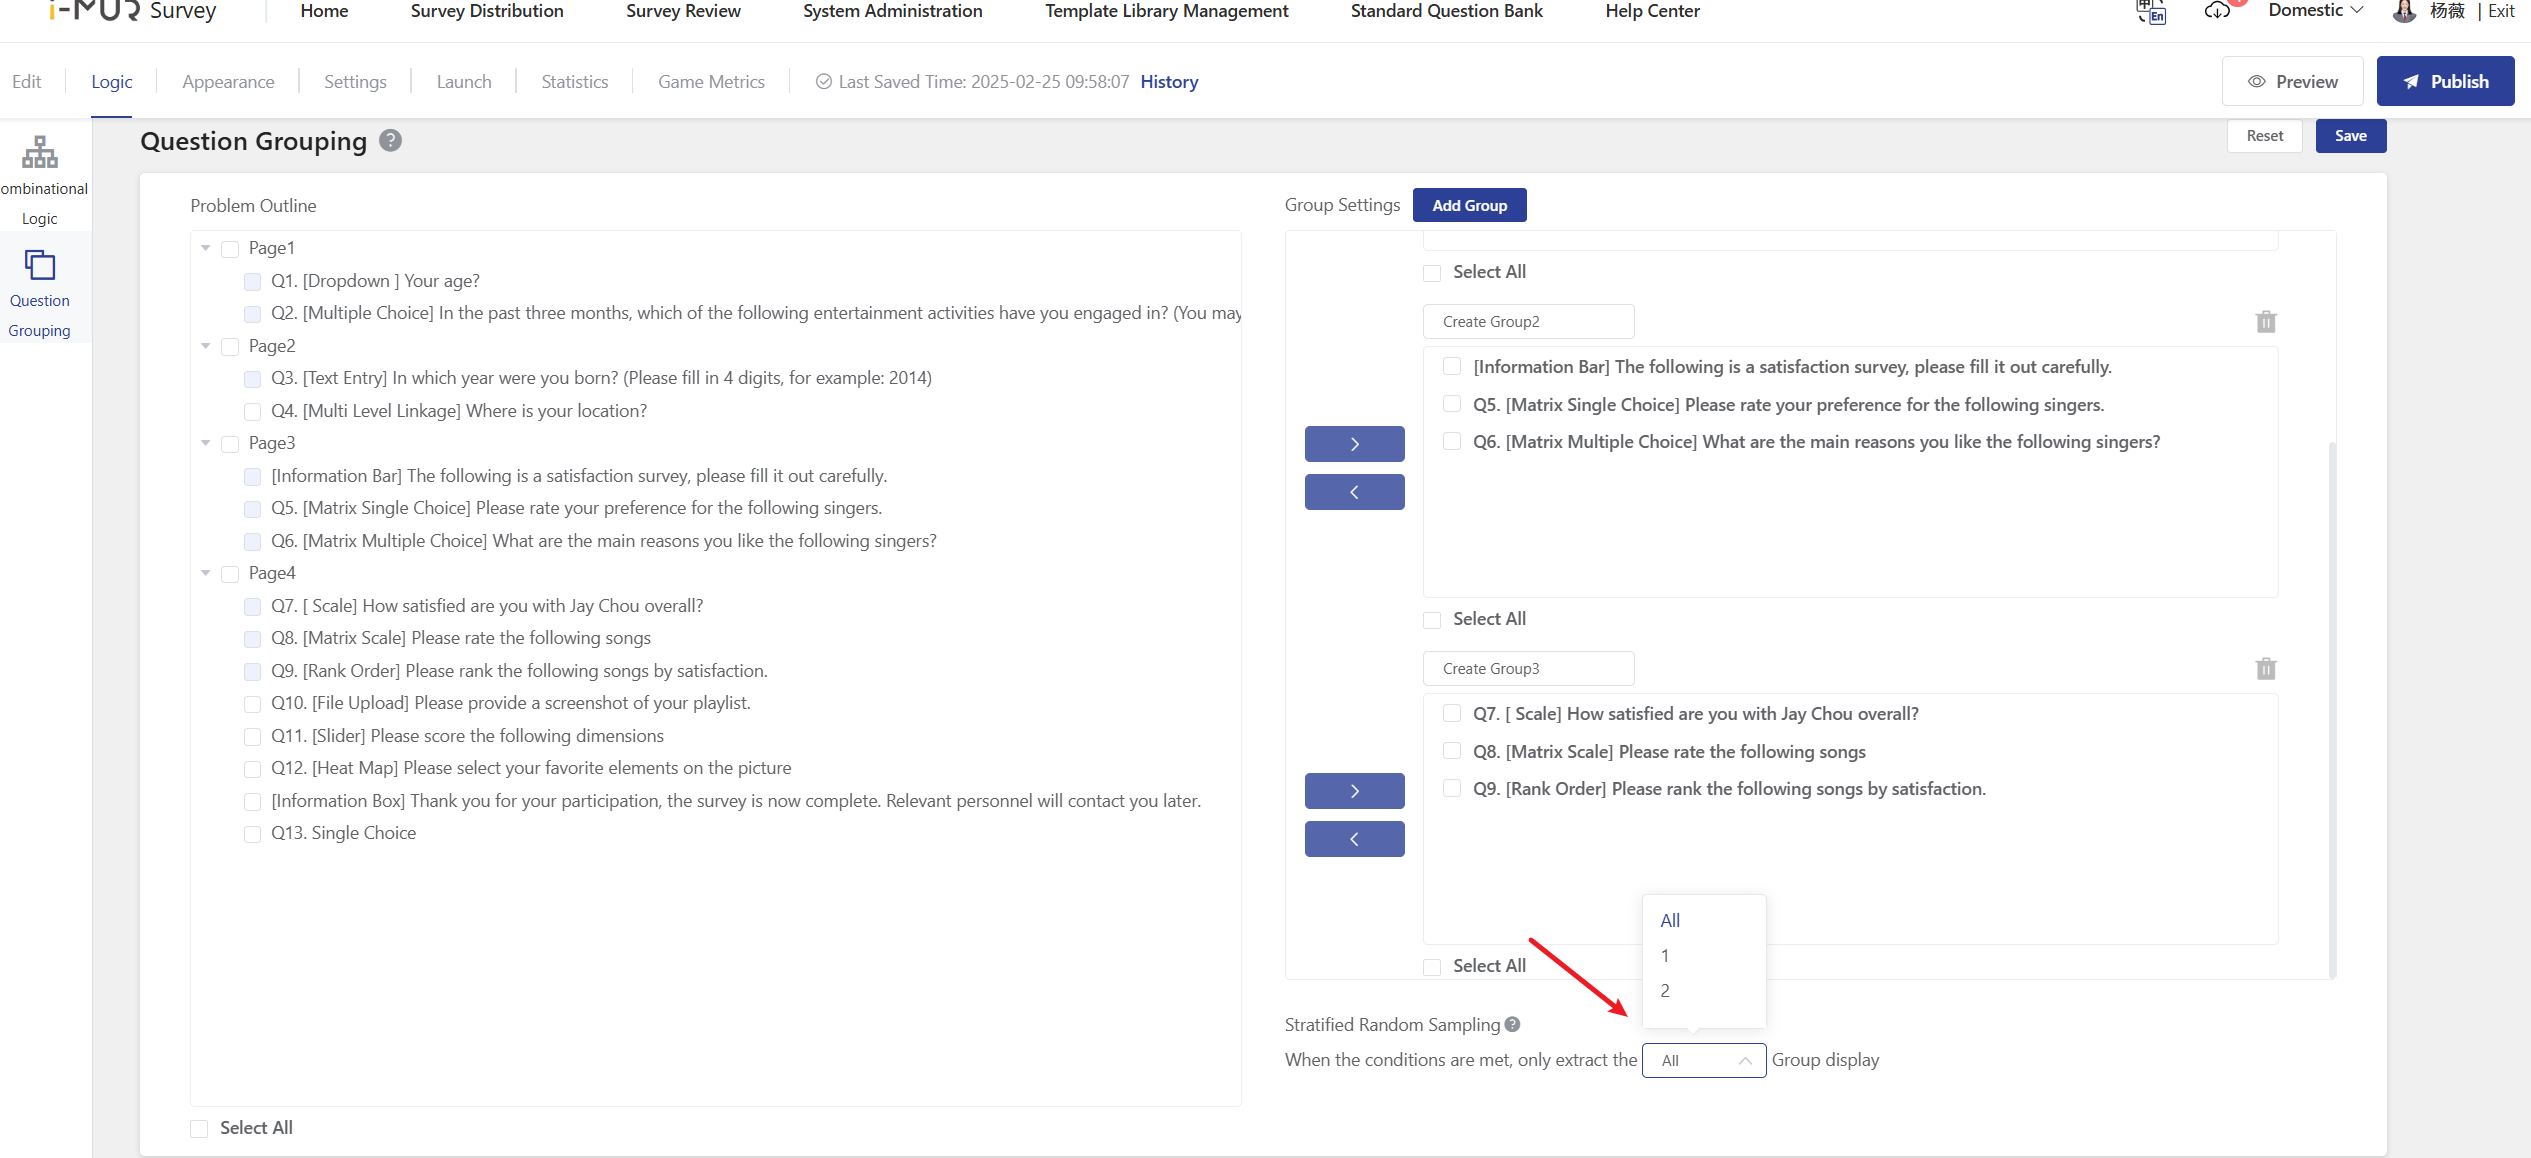 i-MUR Survey
Home
Survey Distribution
Survey Review
System Administration
Template Library Management
Standard Question Bank
Help Center
En
Domestic
杨薇 | Exit
Edit
Logic
Appearance
Settings
Launch
Statistics
Game Metrics
Last Saved Time: 2025-02-25 09:58:07 History
Preview
Publish
ombinational
Logic
Question
Grouping
Question Grouping ?
Reset
Save
Problem Outline
Page1
Q1. [Dropdown ] Your age?
Q2. [Multiple Choice] In the past three months, which of the following entertainment activities have you engaged in? (You may
Page2
Q3. [Text Entry] In which year were you born? (Please fill in 4 digits, for example: 2014)
Q4. [Multi Level Linkage] Where is your location?
Page3
[Information Bar] The following is a satisfaction survey, please fill it out carefully.
Q5. [Matrix Single Choice] Please rate your preference for the following singers.
Q6. [Matrix Multiple Choice] What are the main reasons you like the following singers?
Page4
Q7. [ Scale] How satisfied are you with Jay Chou overall?
Q8. [Matrix Scale] Please rate the following songs
Q9. [Rank Order] Please rank the following songs by satisfaction.
Q10. [File Upload] Please provide a screenshot of your playlist.
Q11. [Slider] Please score the following dimensions
Q12. [Heat Map] Please select your favorite elements on the picture
[Information Box] Thank you for your participation, the survey is now complete. Relevant personnel will contact you later.
Q13. Single Choice
Select All
Group Settings
Add Group
Select All
Create Group2
[Information Bar] The following is a satisfaction survey, please fill it out carefully.
Q5. [Matrix Single Choice] Please rate your preference for the following singers.
Q6. [Matrix Multiple Choice] What are the main reasons you like the following singers?
Select All
Create Group3
Q7. [ Scale] How satisfied are you with Jay Chou overall?
Q8. [Matrix Scale] Please rate the following songs
Q9. [Rank Order] Please rank the following songs by satisfaction.
Select All
All
1
2
Stratified Random Sampling ?
When the conditions are met, only extract the All Group display